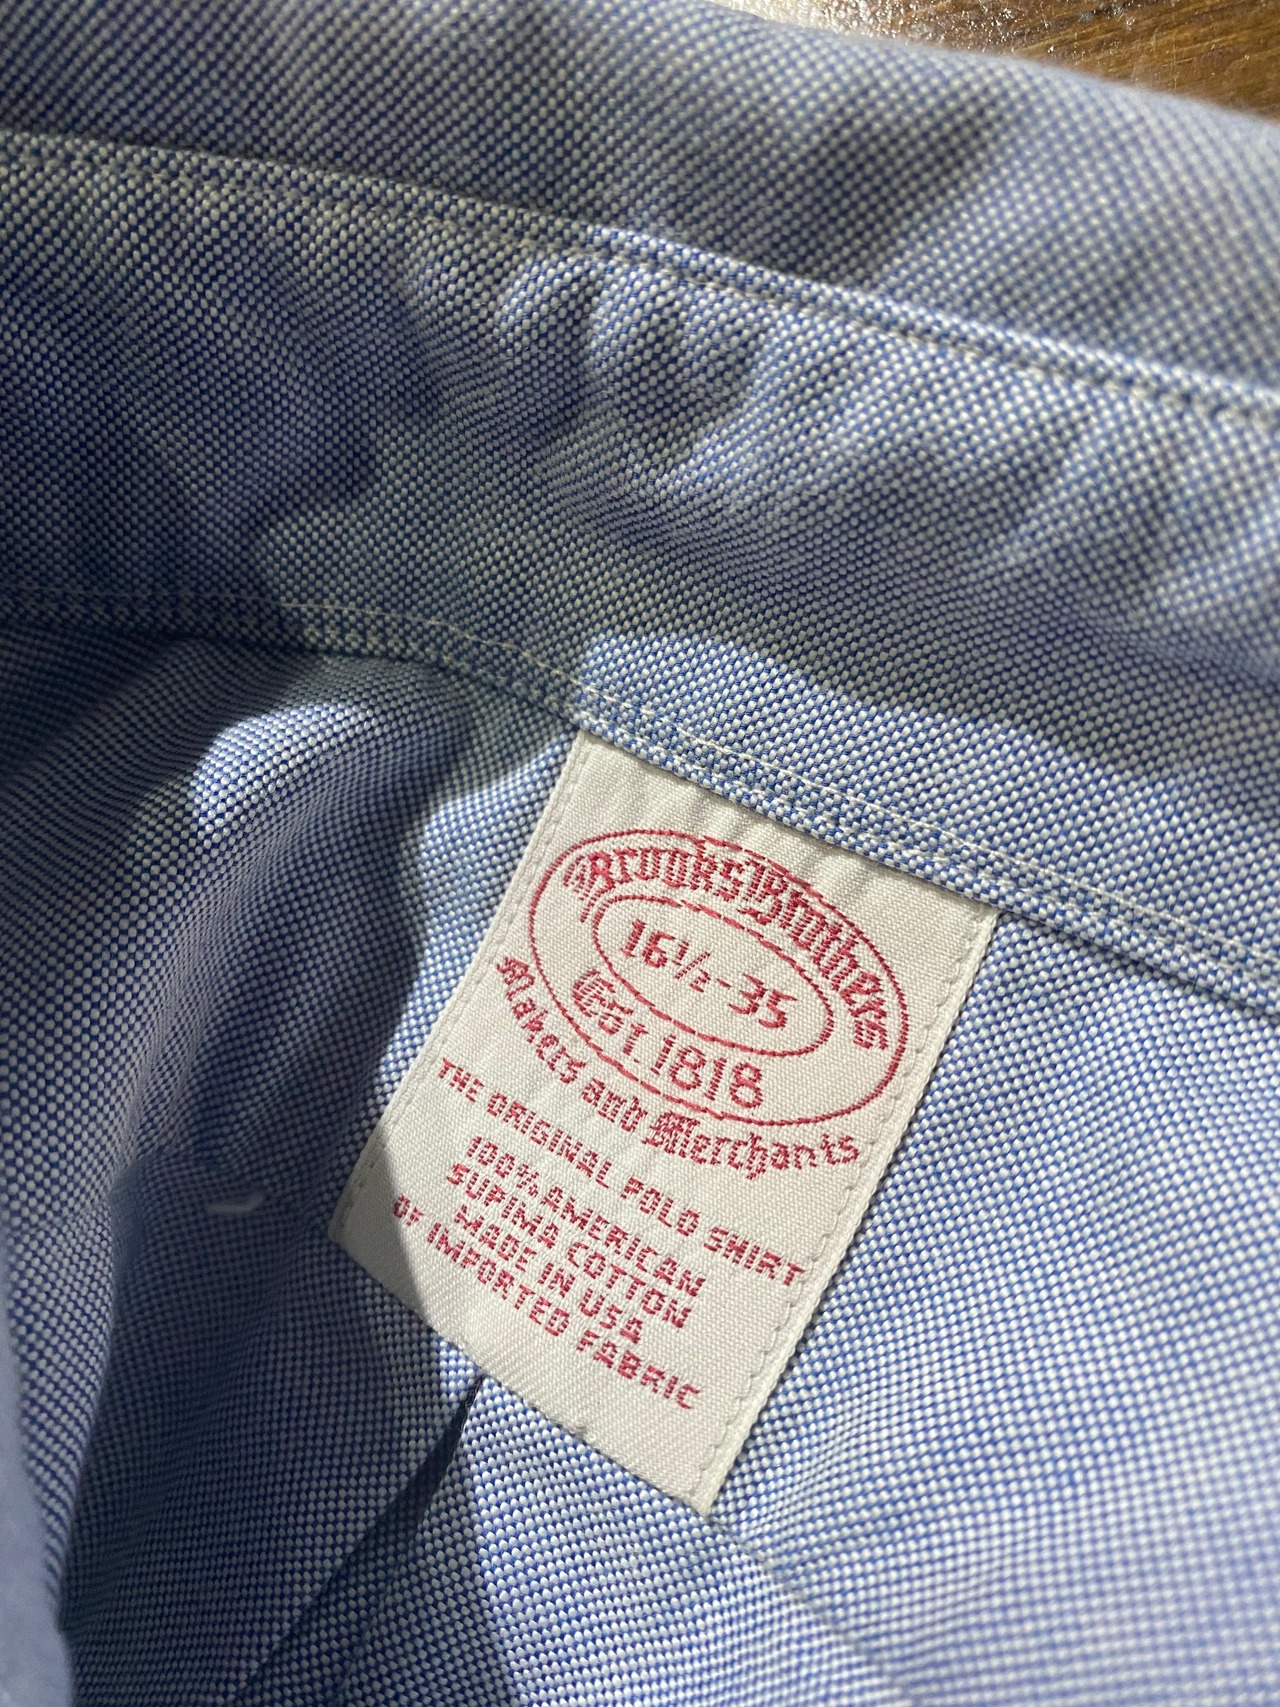 Brooks Brothers
16½-35
Est. 1818
Makers and Merchants
THE ORIGINAL POLO SHIRT
100% AMERICAN
SUPIMA COTTON
MADE IN USA
OF IMPORTED FABRIC